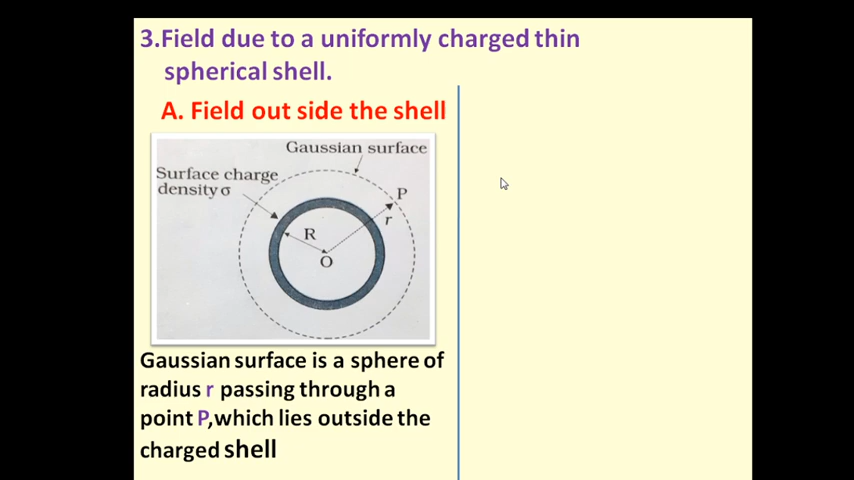 3.Field due to a uniformly charged thin
spherical shell.
A. Field out side the shell
Gaussian surface
Surface charge
density σ
P
r
R
O
Gaussian surface is a sphere of
radius r passing through a
point P,which lies outside the
charged shell